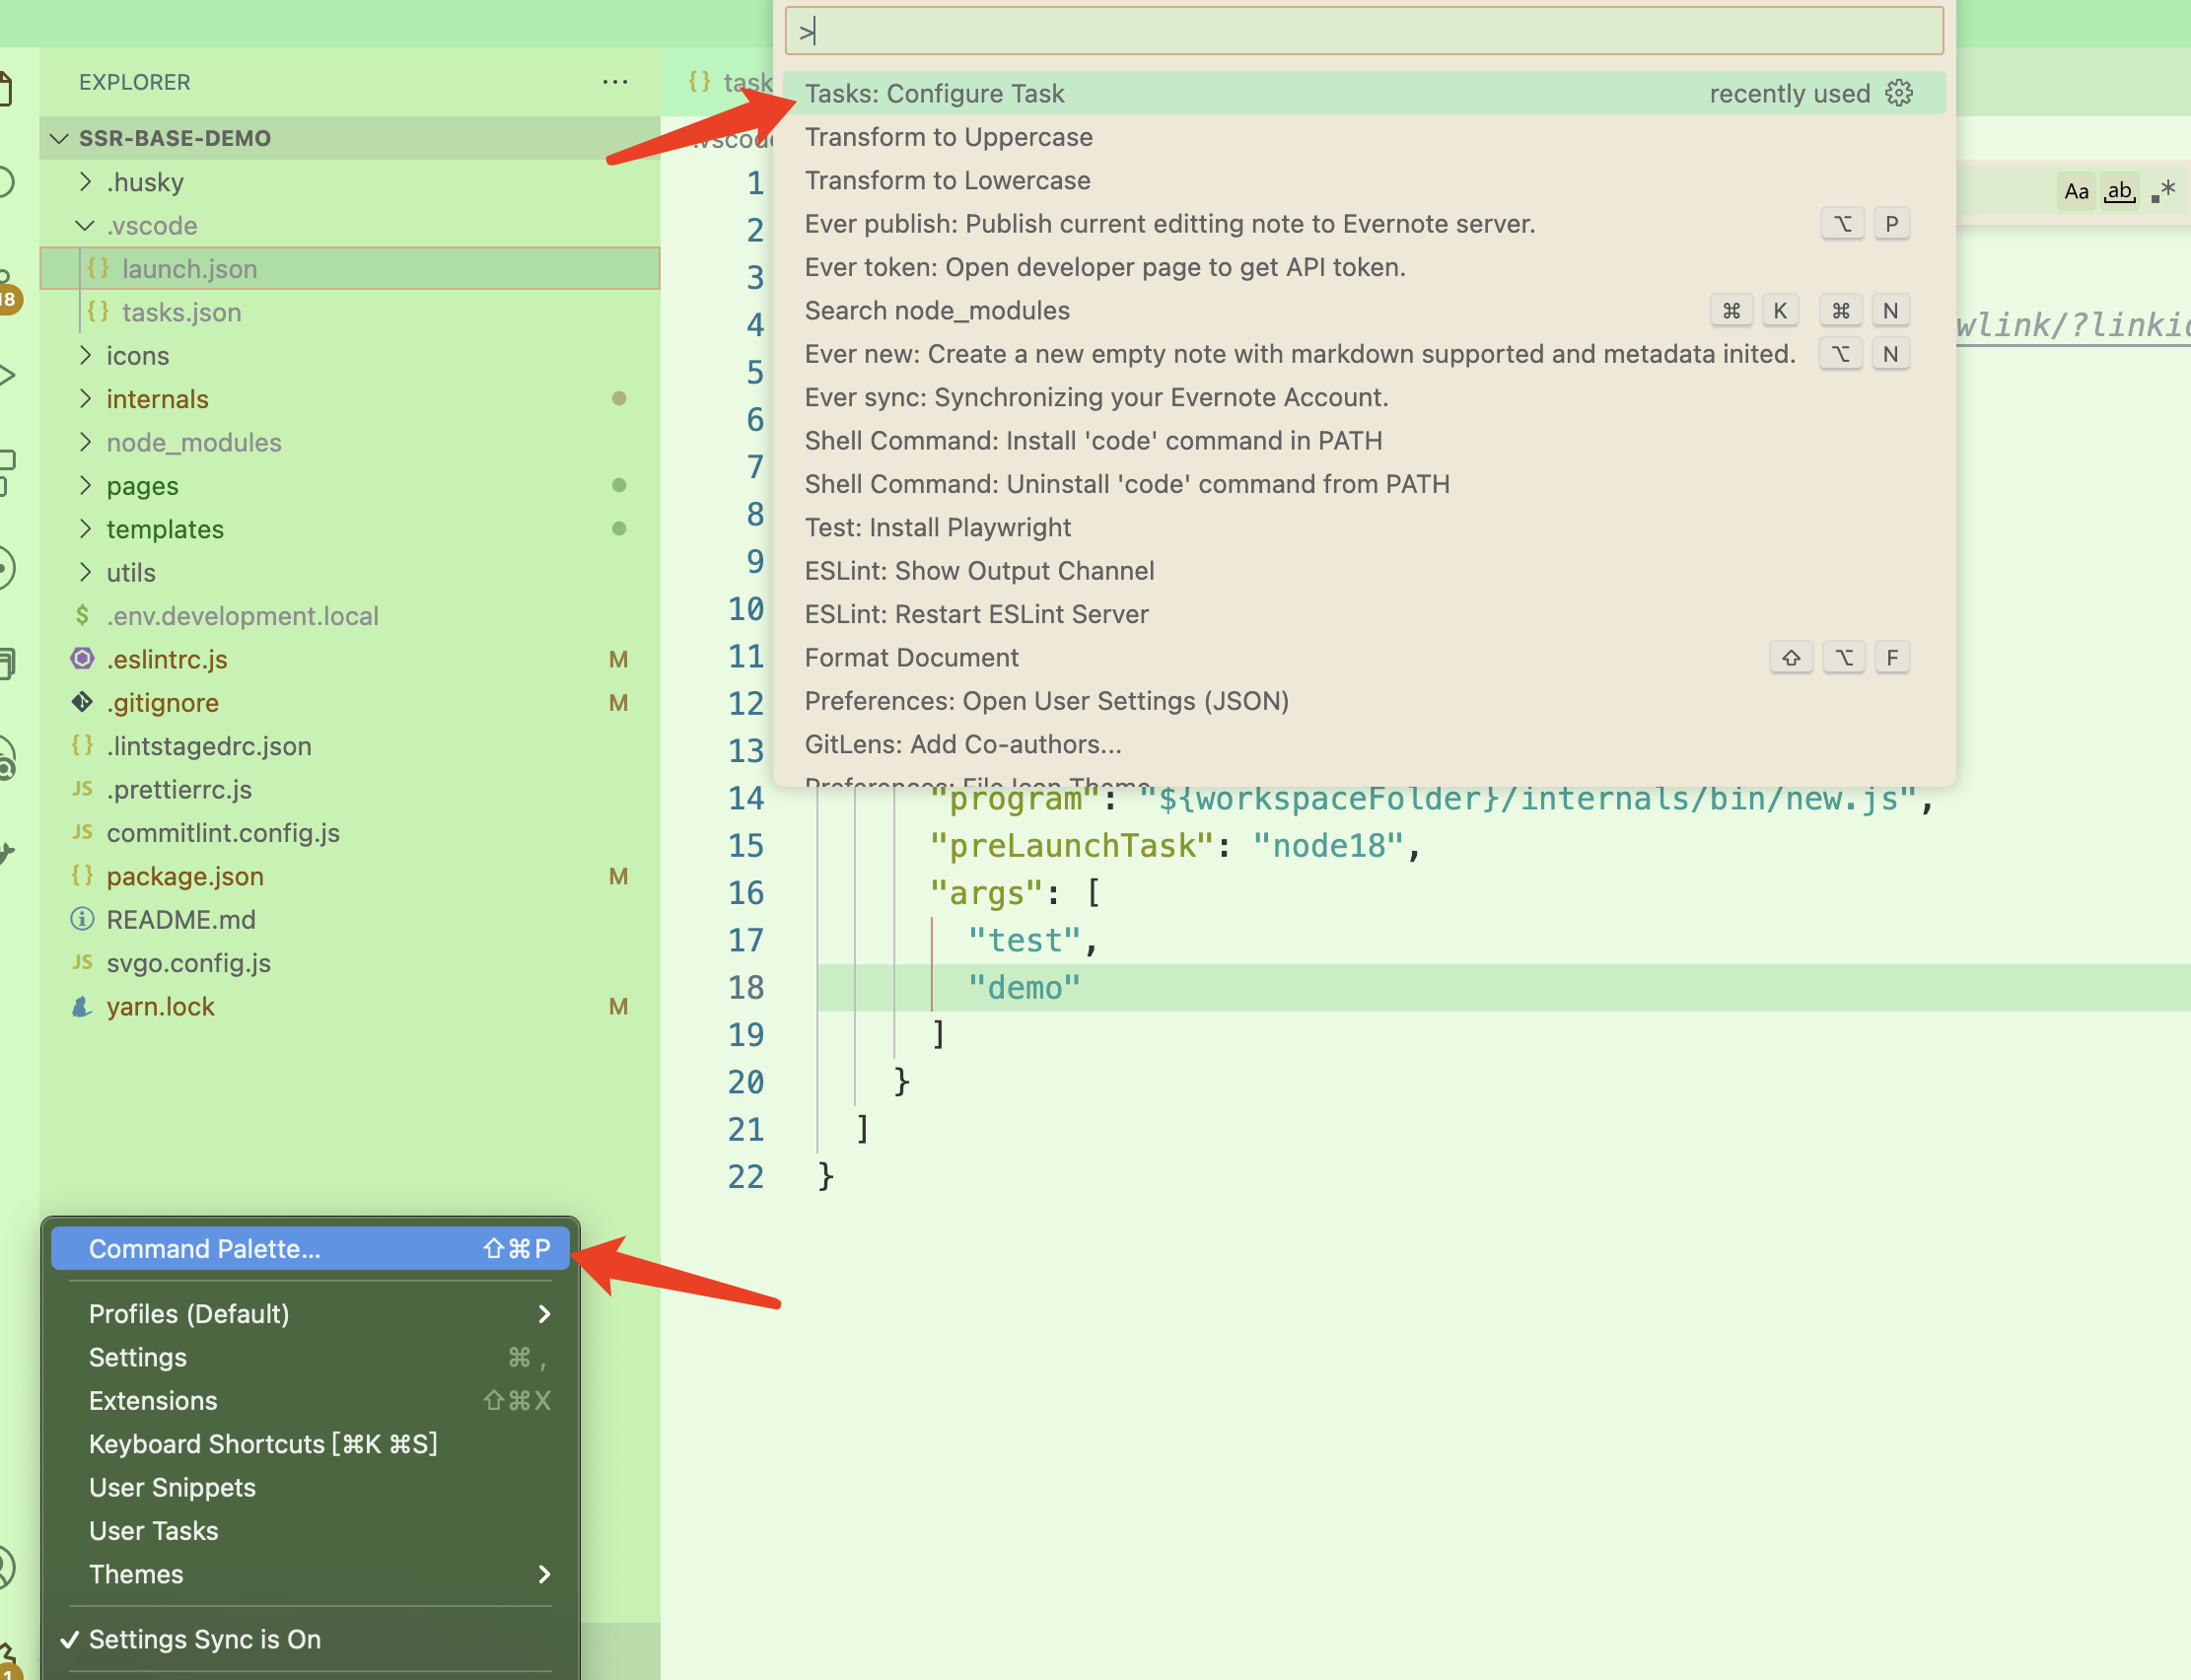 EXPLORER
SSR-BASE-DEMO
.husky
.vscode
launch.json
tasks.json
icons
internals
node_modules
pages
templates
utils
$ .env.development.local
.eslintrc.js M
.gitignore M
{} .lintstagedrc.json
JS .prettierrc.js
JS commitlint.config.js
{} package.json M
README.md
JS svgo.config.js
yarn.lock M
18
>
Tasks: Configure Task recently used
Transform to Uppercase
Transform to Lowercase
Ever publish: Publish current editting note to Evernote server. ⌥ P
Ever token: Open developer page to get API token.
Search node_modules ⌘ K ⌘ N
Ever new: Create a new empty note with markdown supported and metadata inited. ⌥ N
Ever sync: Synchronizing your Evernote Account.
Shell Command: Install 'code' command in PATH
Shell Command: Uninstall 'code' command from PATH
Test: Install Playwright
ESLint: Show Output Channel
ESLint: Restart ESLint Server
Format Document ⇧ ⌥ F
Preferences: Open User Settings (JSON)
GitLens: Add Co-authors...
Preferences: File Icon Theme
{} task
.vscode
Aa ab .*
wlink/?linkid
1
2
3
4
5
6
7
8
9
10
11
12
13
14 "program": "${workspaceFolder}/internals/bin/new.js",
15 "preLaunchTask": "node18",
16 "args": [
17 "test",
18 "demo"
19 ]
20 }
21 ]
22 }
Command Palette... ⇧⌘P
Profiles (Default)
Settings ⌘ ,
Extensions ⇧⌘X
Keyboard Shortcuts [⌘K ⌘S]
User Snippets
User Tasks
Themes
✓ Settings Sync is On
1